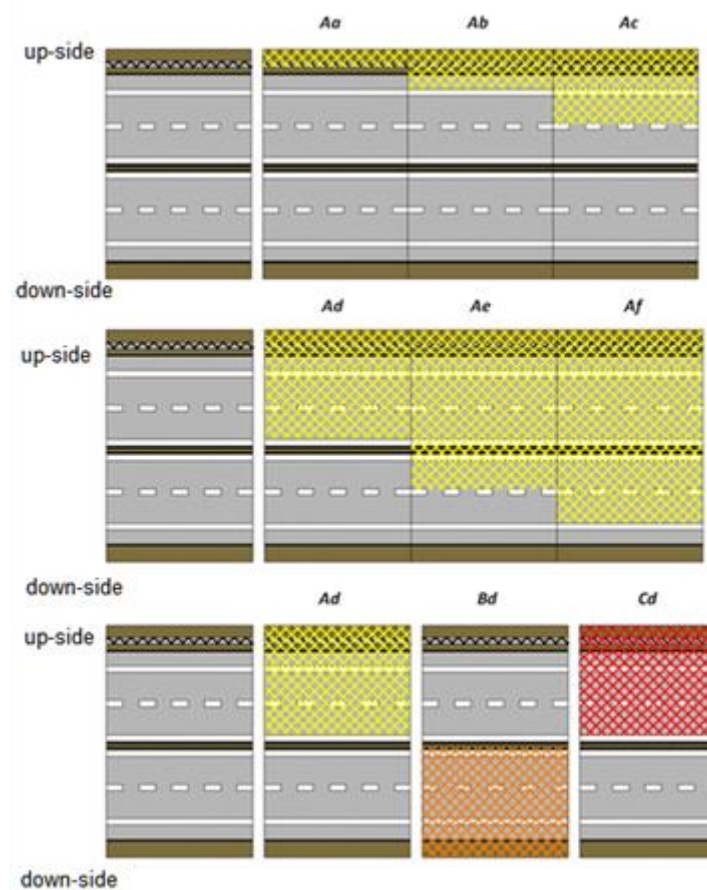 Aa Ab Ac
up-side
down-side
Ad Ae Af
up-side
down-side
Ad Bd Cd
up-side
down-side